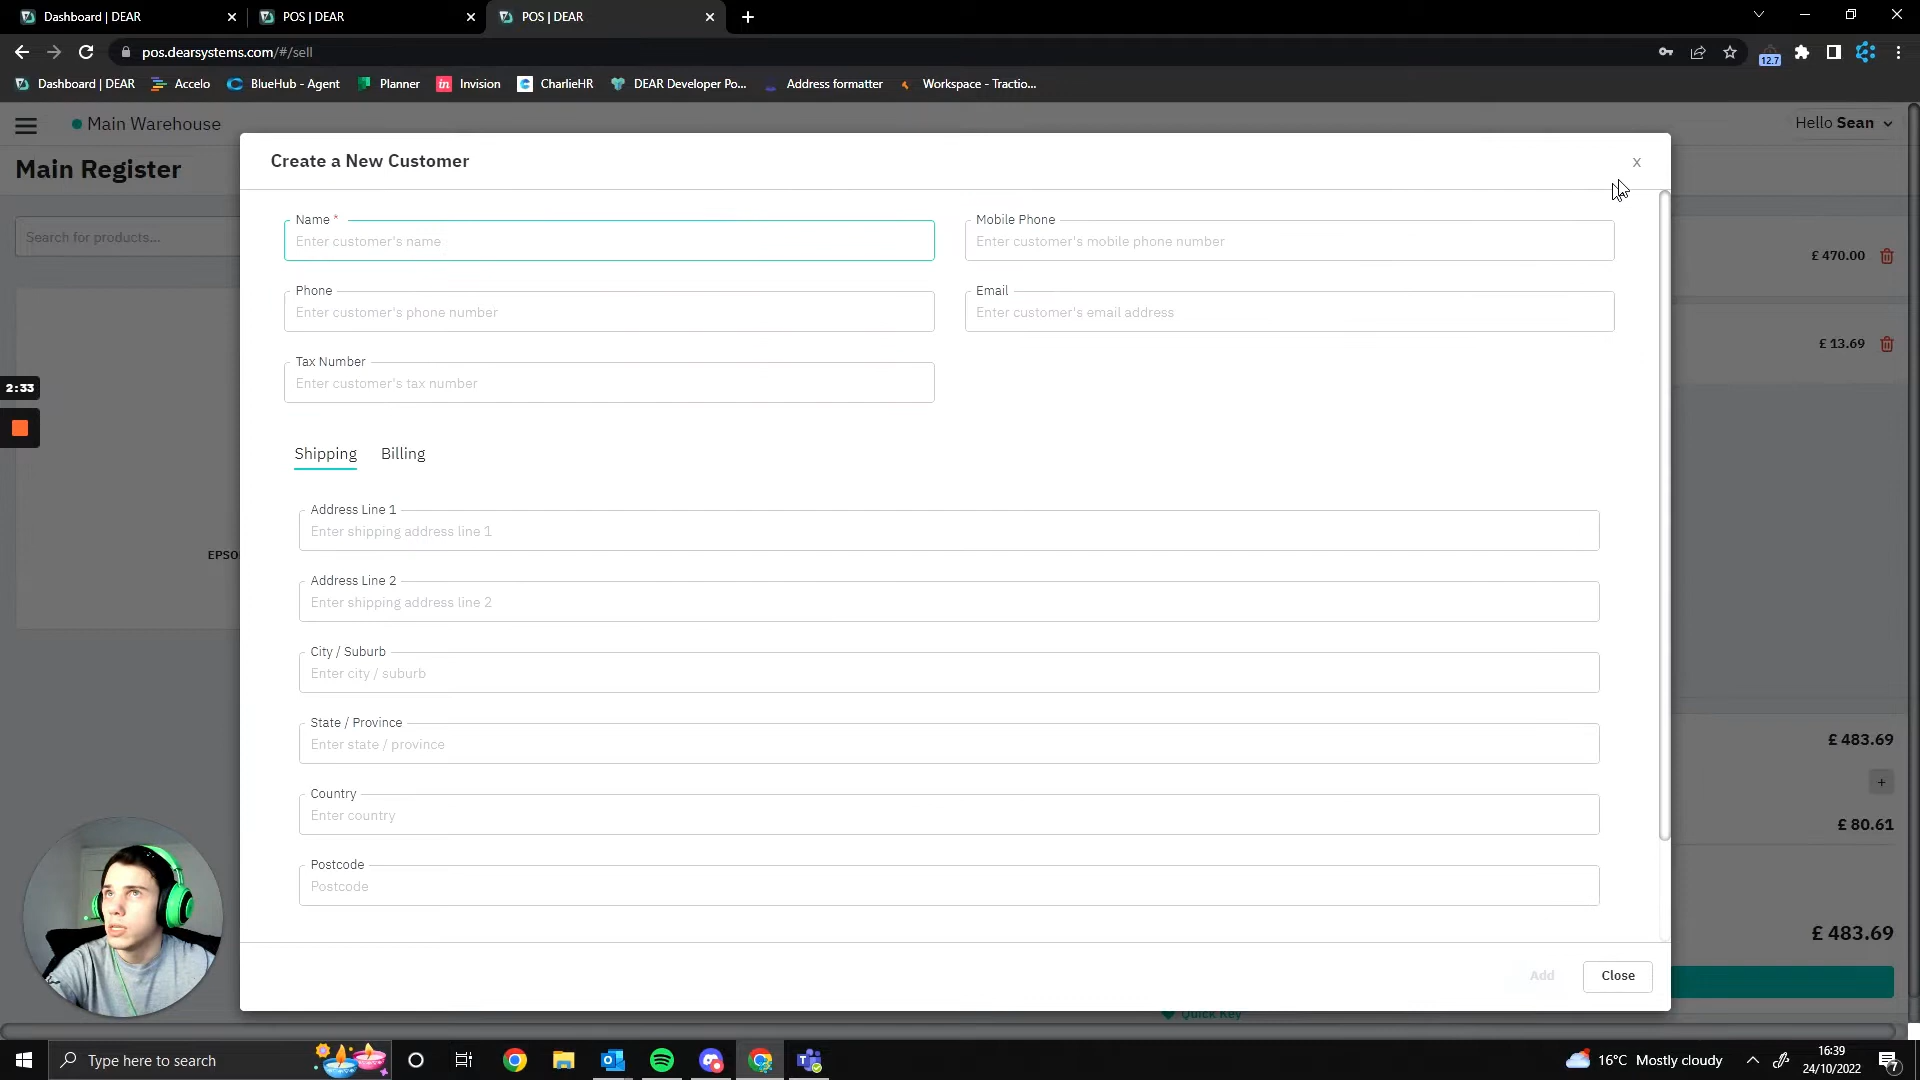 Dashboard | DEAR
POS | DEAR
POS | DEAR
pos.dearsystems.com/#/sell
12.7
Dashboard | DEAR
Accelo
BlueHub - Agent
Planner
in
Invision
CharlieHR
DEAR Developer Po...
Address formatter
Workspace - Tractio...
Main Warehouse
Hello Sean
Main Register
Create a New Customer
x
Search for products...
Name *
Enter customer's name
Mobile Phone
Enter customer's mobile phone number
£ 470.00
Phone
Enter customer's phone number
Email
Enter customer's email address
£ 13.69
Tax Number
Enter customer's tax number
2:33
Shipping
Billing
Address Line 1
Enter shipping address line 1
EPSO
Address Line 2
Enter shipping address line 2
City / Suburb
Enter city / suburb
State / Province
Enter state / province
£ 483.69
+
Country
Enter country
£ 80.61
Postcode
Postcode
£ 483.69
Add
Close
Quick Key
Type here to search
16°C Mostly cloudy
16:39
24/10/2022
7